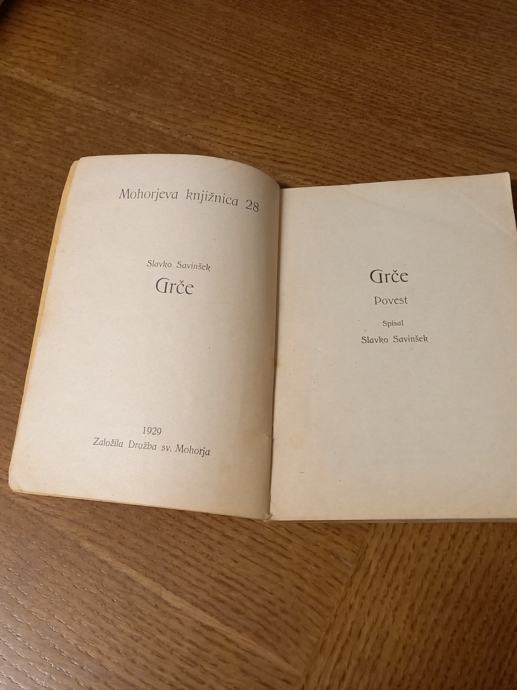 Mohorjeva knjižnica 28
Slavko Savinšek
Grče
1929
Založila Družba sv. Mohorja
Grče
Povest
Spisal
Slavko Savinšek